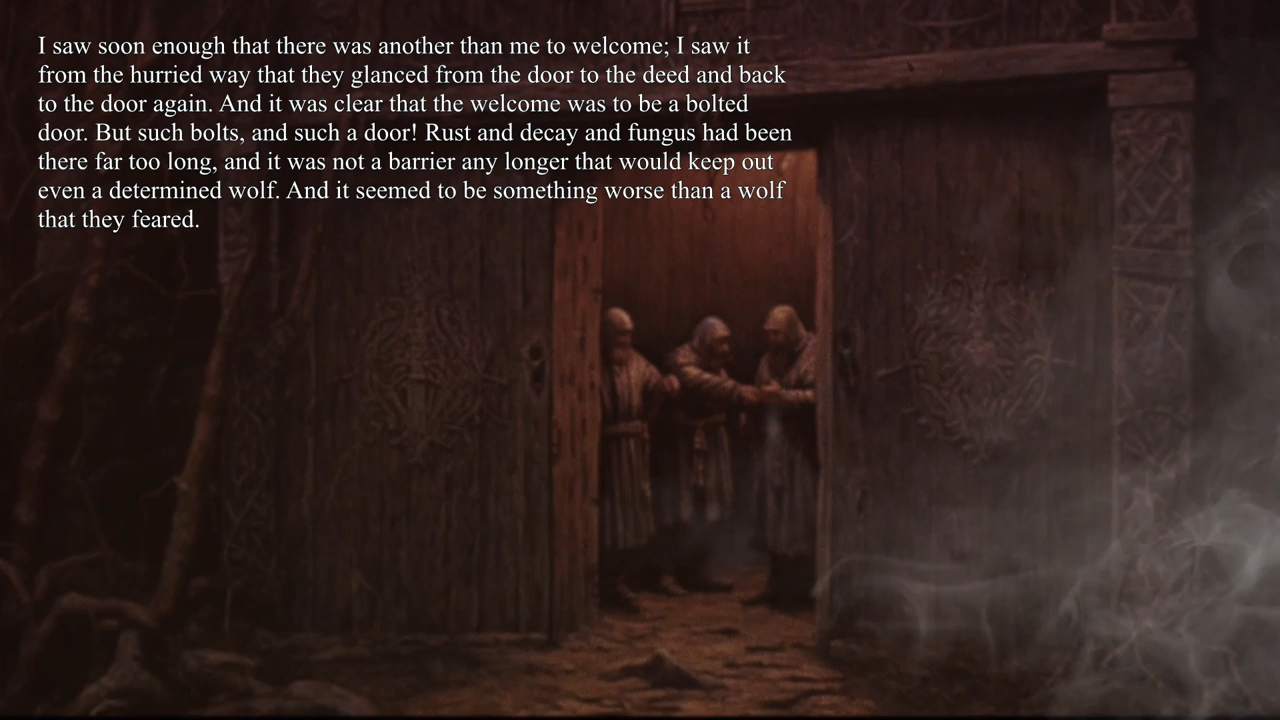 I saw soon enough that there was another than me to welcome; I saw it
from the hurried way that they glanced from the door to the deed and back
to the door again. And it was clear that the welcome was to be a bolted
door. But such bolts, and such a door! Rust and decay and fungus had been
there far too long, and it was not a barrier any longer that would keep out
even a determined wolf. And it seemed to be something worse than a wolf
that they feared.